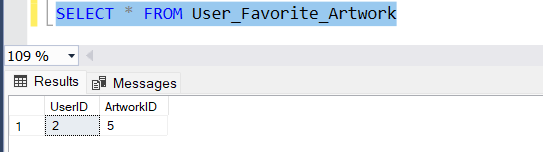 SELECT * FROM User_Favorite_Artwork
109 %
Results Messages
UserID ArtworkID
1 2 5